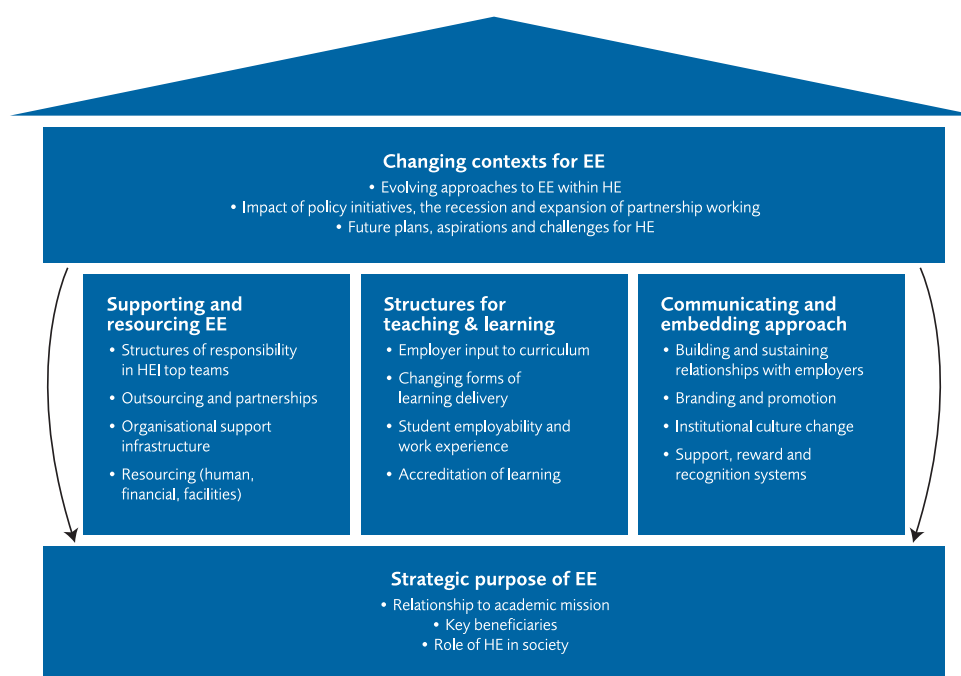 Changing contexts for EE
• Evolving approaches to EE within HE
• Impact of policy initiatives, the recession and expansion of partnership working
• Future plans, aspirations and challenges for HE
Supporting and
resourcing EE
• Structures of responsibility
in HEI top teams
• Outsourcing and partnerships
• Organisational support
infrastructure
• Resourcing (human,
financial, facilities)
Structures for
teaching & learning
• Employer input to curriculum
• Changing forms of
learning delivery
• Student employability and
work experience
• Accreditation of learning
Communicating and
embedding approach
• Building and sustaining
relationships with employers
• Branding and promotion
• Institutional culture change
• Support, reward and
recognition systems
Strategic purpose of EE
• Relationship to academic mission
• Key beneficiaries
• Role of HE in society